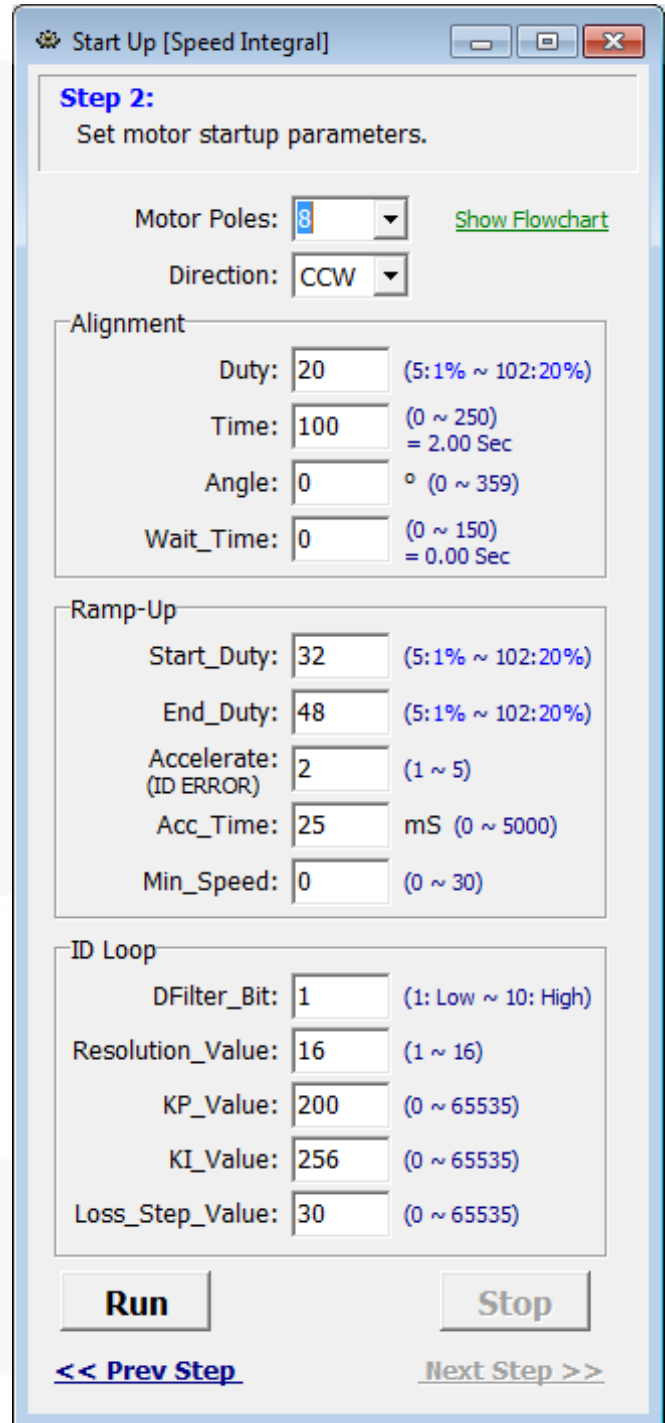 Start Up [Speed Integral]
Step 2:
Set motor startup parameters.
Motor Poles: 8 Show Flowchart
Direction: CCW
Alignment
Duty: 20 (5:1% ~ 102:20%)
Time: 100 (0 ~ 250)
= 2.00 Sec
Angle: 0 ° (0 ~ 359)
Wait_Time: 0 (0 ~ 150)
= 0.00 Sec
Ramp-Up
Start_Duty: 32 (5:1% ~ 102:20%)
End_Duty: 48 (5:1% ~ 102:20%)
Accelerate: 2 (1 ~ 5)
(ID ERROR)
Acc_Time: 25 mS (0 ~ 5000)
Min_Speed: 0 (0 ~ 30)
ID Loop
DFilter_Bit: 1 (1: Low ~ 10: High)
Resolution_Value: 16 (1 ~ 16)
KP_Value: 200 (0 ~ 65535)
KI_Value: 256 (0 ~ 65535)
Loss_Step_Value: 30 (0 ~ 65535)
Run Stop
<< Prev Step Next Step >>